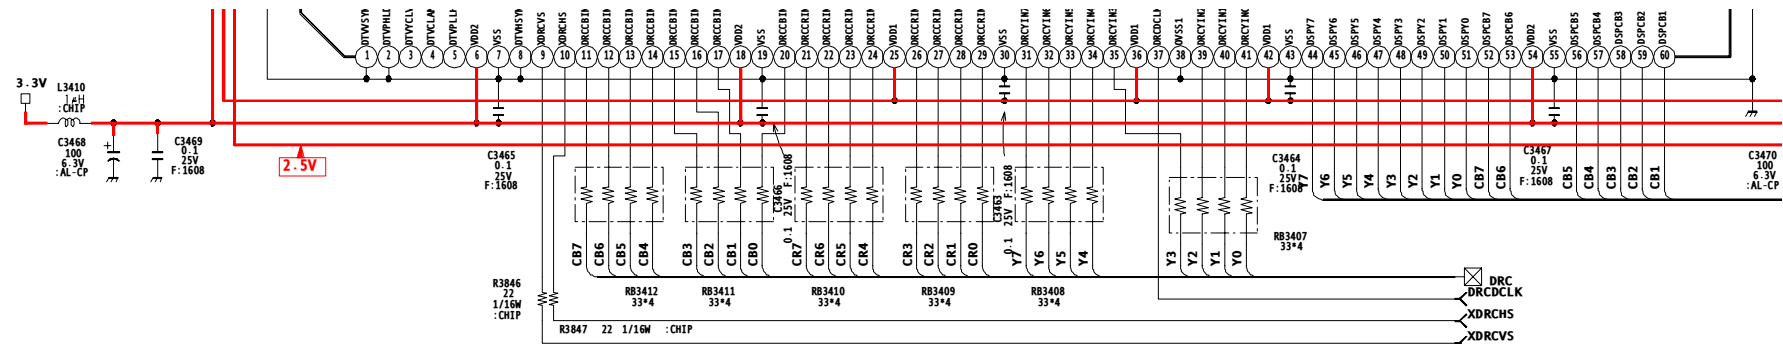 DTVSY
DTVPHLD
DTVYCLV
DTVCLAM
DTVPLLF
VDD2
VSS
DTVHSYN
XDRCVS
XDRCHS
VDD2
VSS
VDD1
VSS
VDD1
DRCDCLK
OVSS1
VDD1
VSS
DSPY7
DSPY6
DSPY5
DSPY4
DSPY3
DSPY2
DSPY1
DSPY0
DSPCB7
DSPCB6
VDD2
VSS
DSPCB5
DSPCB4
DSPCB3
DSPCB2
DSPCB1
1 2 3 4 5 6 7 8 9 10 11 12 13 14 15 16 17 18 19 20 21 22 23 24 25 26 27 28 29 30 31 32 33 34 35 36 37 38 39 40 41 42 43 44 45 46 47 48 49 50 51 52 53 54 55 56 57 58 59 60
3.3V
L3410
1μH
:CHIP
C3468
100
6.3V
:AL-CP
C3469
0.1
25V
F:1608
2.5V
C3465
0.1
25V
F:1608
C3466
0.1 25V F:1608
C3463
0.1 25V F:1608
C3464
0.1
25V
F:1608
C3467
0.1
25V
F:1608
C3470
100
6.3V
:AL-CP
Y7 Y6 Y5 Y4 Y3 Y2 Y1 Y0 CB7 CB6 CB5 CB4 CB3 CB2 CB1
CB7 CB6 CB5 CB4 CB3 CB2 CB1 CB0 CR7 CR6 CR5 CR4 CR3 CR2 CR1 CR0 Y7 Y6 Y5 Y4 Y3 Y2 Y1 Y0
RB3407
33*4
RB3412
33*4
RB3411
33*4
RB3410
33*4
RB3409
33*4
RB3408
33*4
R3846
22
1/16W
:CHIP
R3847 22 1/16W :CHIP
DRC
DRCDCLK
XDRCHS
XDRCVS